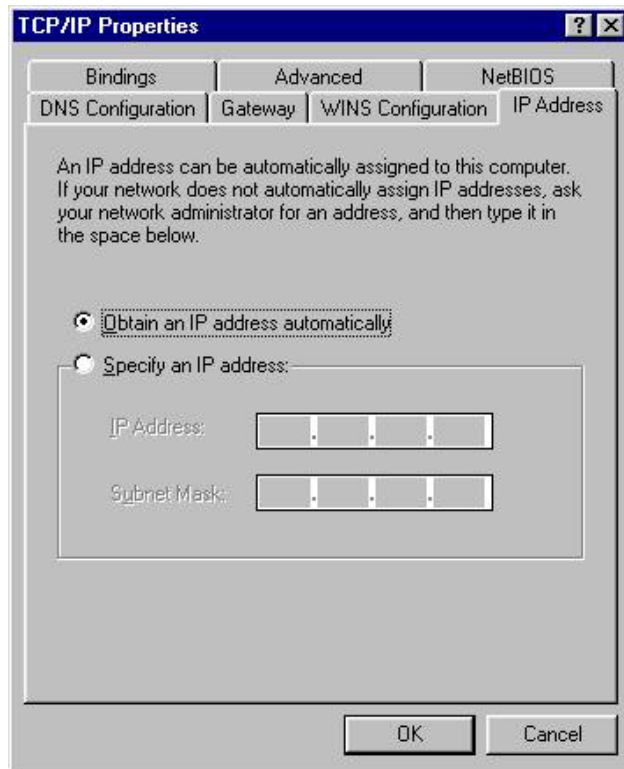 TCP/IP Properties
Bindings
Advanced
NetBIOS
DNS Configuration
Gateway
WINS Configuration
IP Address
An IP address can be automatically assigned to this computer.
If your network does not automatically assign IP addresses, ask
your network administrator for an address, and then type it in
the space below.
Obtain an IP address automatically
Specify an IP address:
IP Address:
. . .
Subnet Mask:
. . .
OK
Cancel